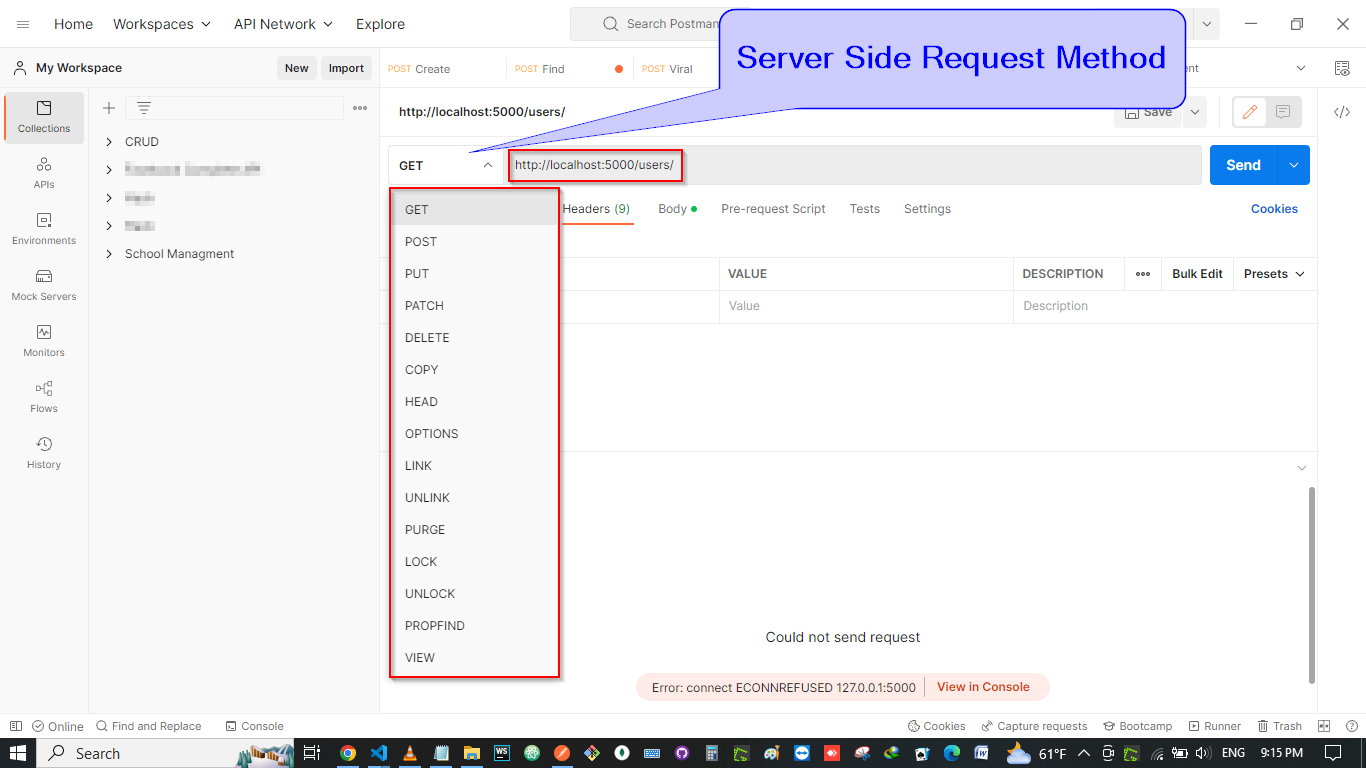 Home Workspaces API Network Explore Search Postman
Server Side Request Method
My Workspace New Import POST Create POST Find POST Viral
http://localhost:5000/users/ Save
Collections
APIs
Environments
Mock Servers
Monitors
Flows
History
CRUD
School Managment
GET http://localhost:5000/users/ Send
Headers (9) Body Pre-request Script Tests Settings Cookies
GET
POST
PUT
PATCH
DELETE
COPY
HEAD
OPTIONS
LINK
UNLINK
PURGE
LOCK
UNLOCK
PROPFIND
VIEW
VALUE DESCRIPTION Bulk Edit Presets
Value Description
Could not send request
Error: connect ECONNREFUSED 127.0.0.1:5000 View in Console
Online Find and Replace Console Cookies Capture requests Bootcamp Runner Trash
Search 61°F ENG 9:15 PM